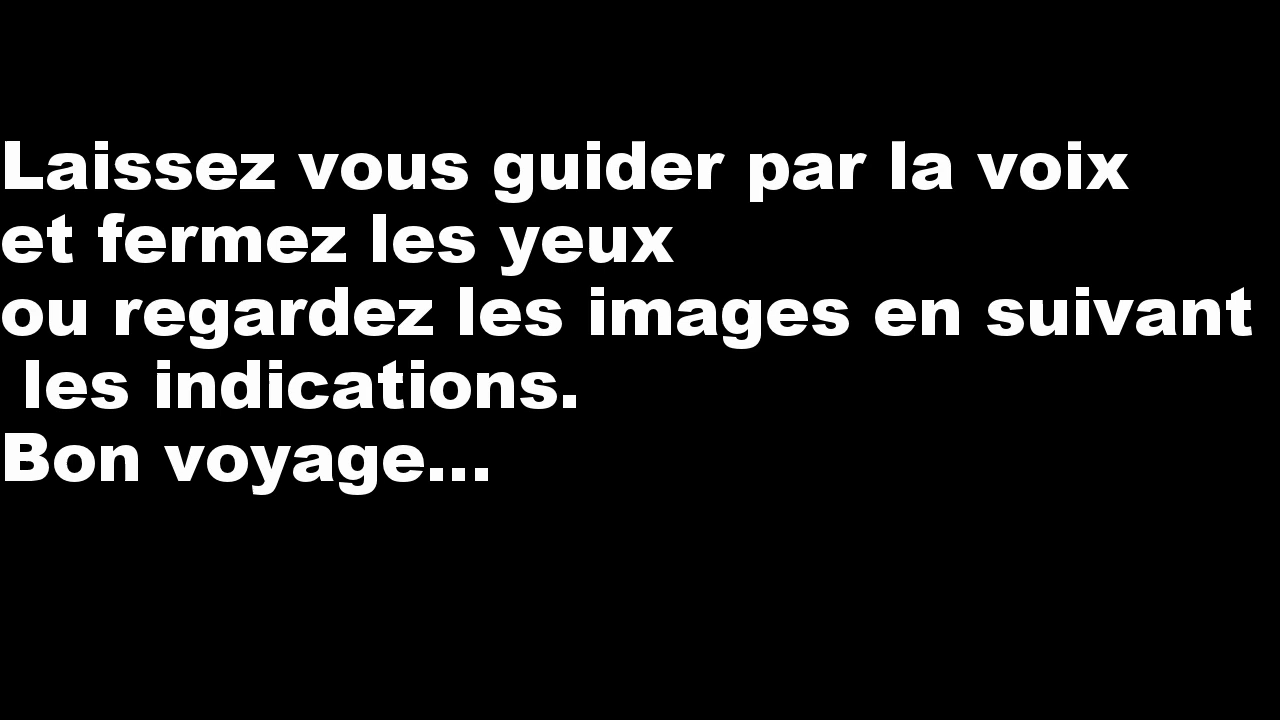 Laissez vous guider par la voix
et fermez les yeux
ou regardez les images en suivant
les indications.
Bon voyage...